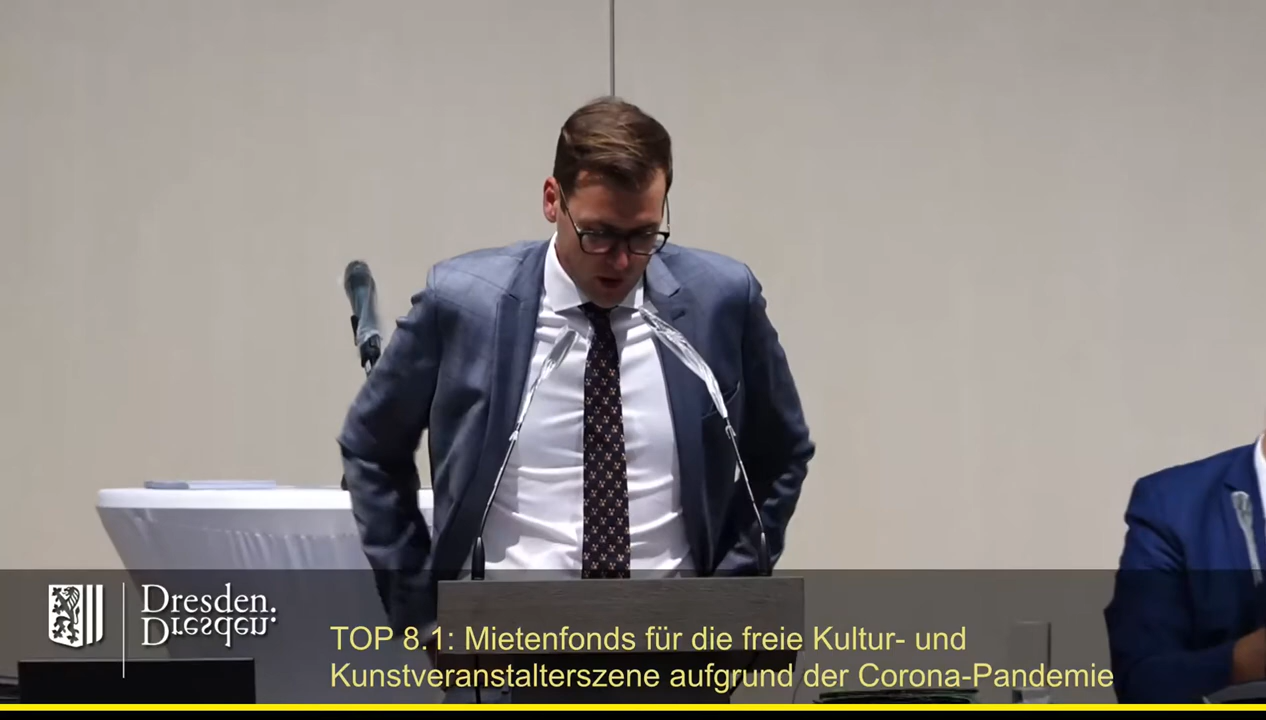 Dresden.
Dresden.
TOP 8.1: Mietenfonds für die freie Kultur- und
Kunstveranstalterszene aufgrund der Corona-Pandemie